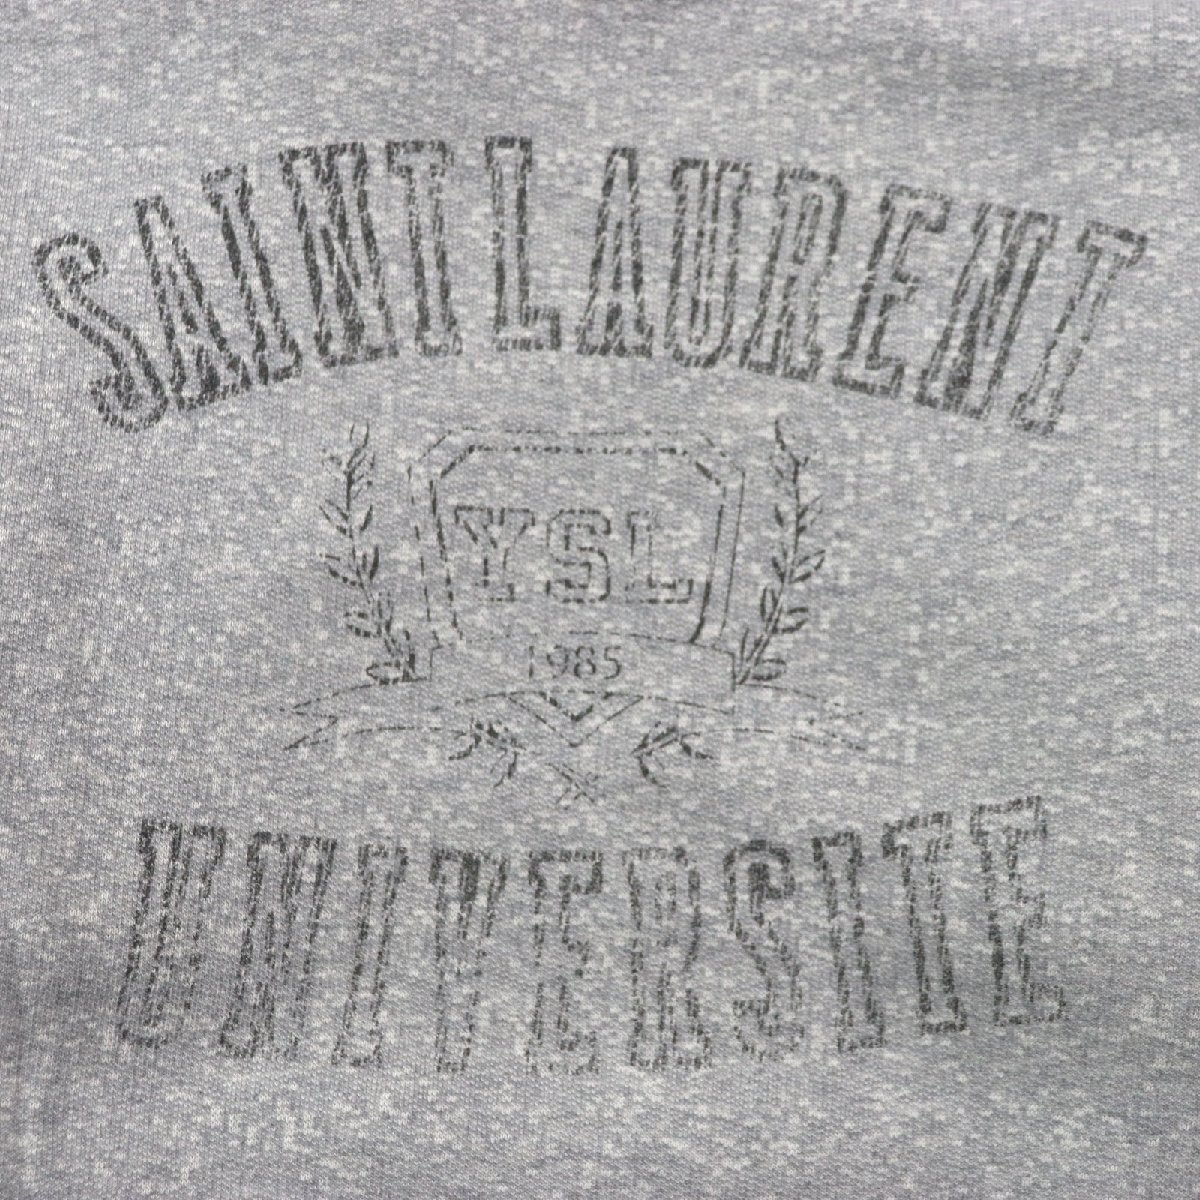 SAINT LAURENT
YSL
1985
UNIVERSITE